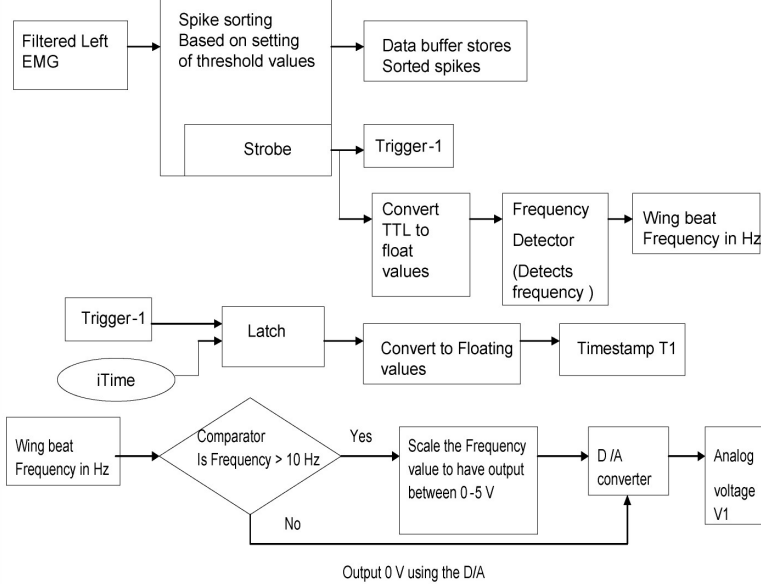 Filtered Left
EMG
Spike sorting
Based on setting
of threshold values
Data buffer stores
Sorted spikes
Strobe
Trigger-1
Convert
TTL to
float
values
Frequency
Detector
(Detects
frequency )
Wing beat
Frequency in Hz
Trigger-1
iTime
Latch
Convert to Floating
values
Timestamp T1
Wing beat
Frequency in Hz
Comparator
Is Frequency > 10 Hz
Yes
No
Scale the Frequency
value to have output
between 0-5 V
D /A
converter
Analog
voltage
V1
Output 0 V using the D/A